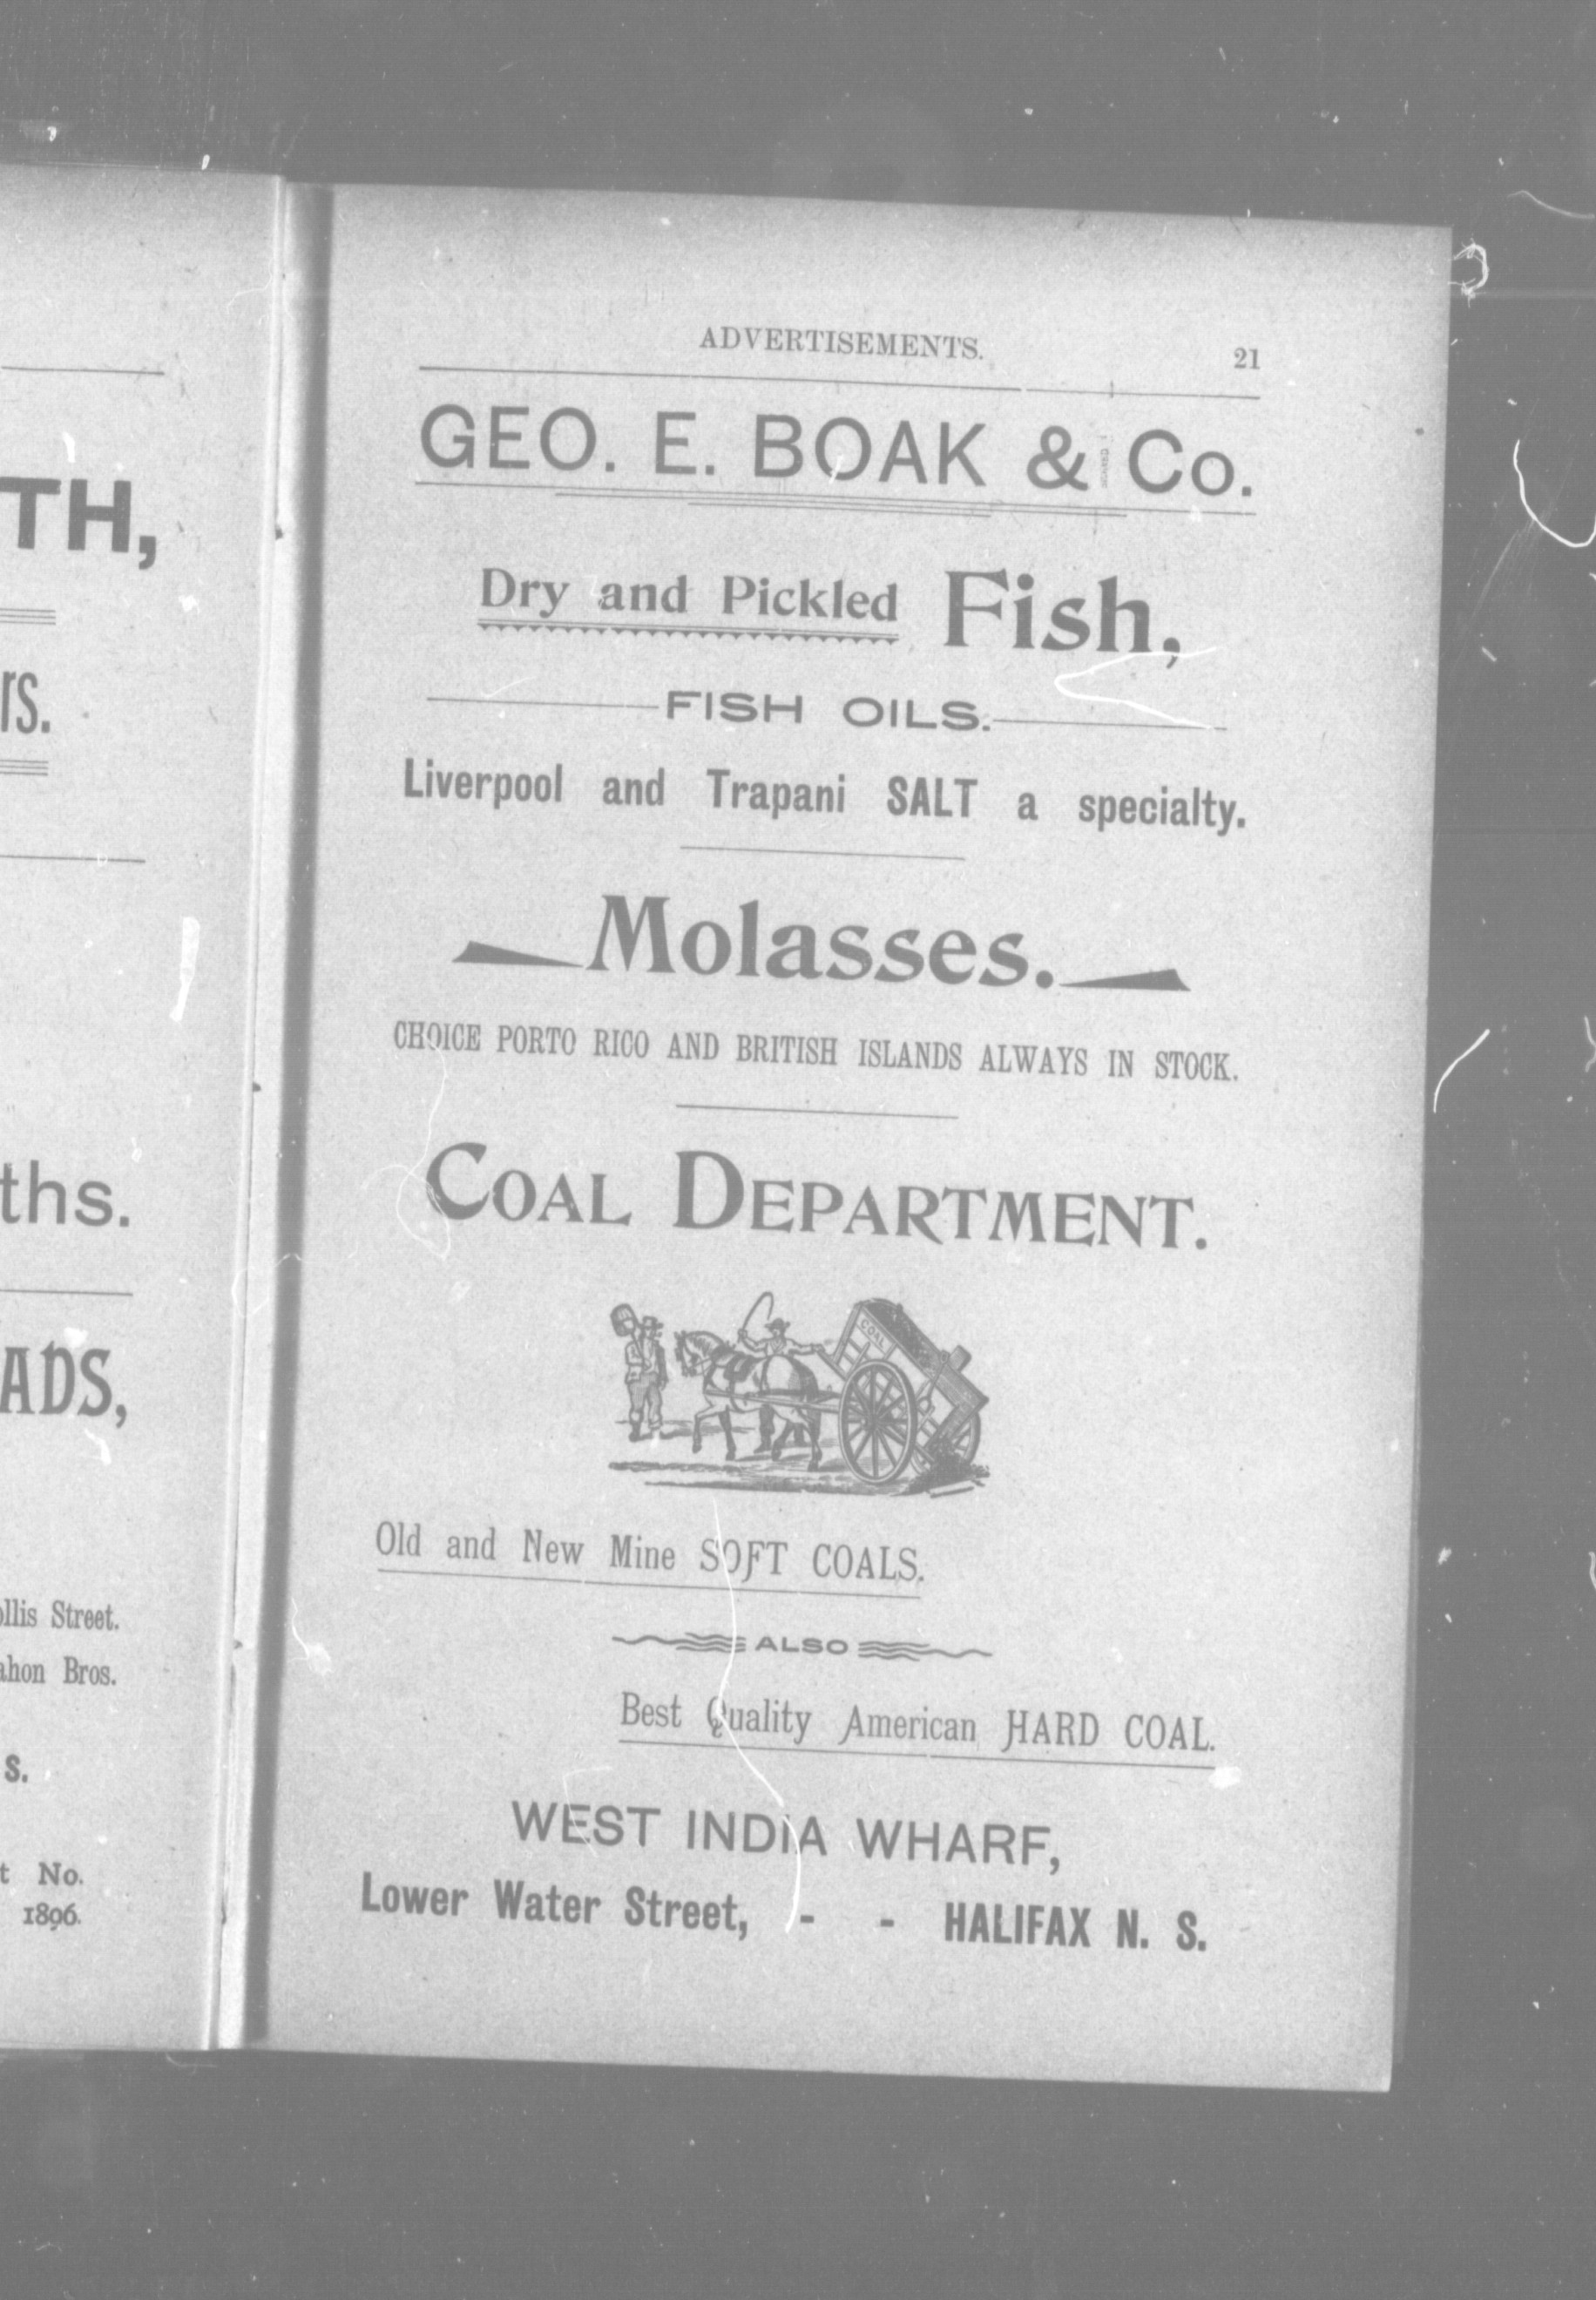 TH,
rs.
ths.
ADS,
ollis Street.
ahon Bros.
s.
t No.
1896.
ADVERTISEMENTS. 21
GEO. E. BOAK & Co.
Dry and Pickled Fish,
FISH OILS.
Liverpool and Trapani SALT a specialty.
Molasses.
CHOICE PORTO RICO AND BRITISH ISLANDS ALWAYS IN STOCK.
COAL DEPARTMENT.
COAL
Old and New Mine SOFT COALS.
ALSO
Best Quality American HARD COAL.
WEST INDIA WHARF,
Lower Water Street, - - HALIFAX N. S.